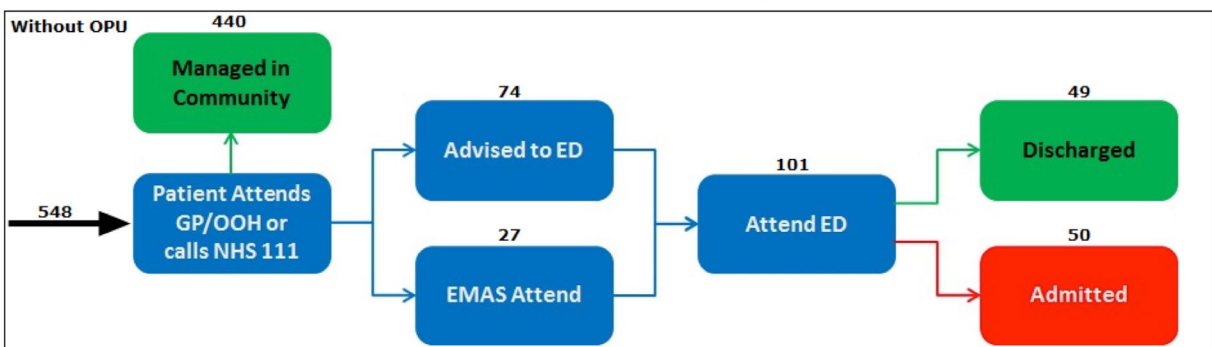 Without OPU
440
Managed in
Community
548
Patient Attends
GP/OOH or
calls NHS 111
74
Advised to ED
27
EMAS Attend
101
Attend ED
49
Discharged
50
Admitted